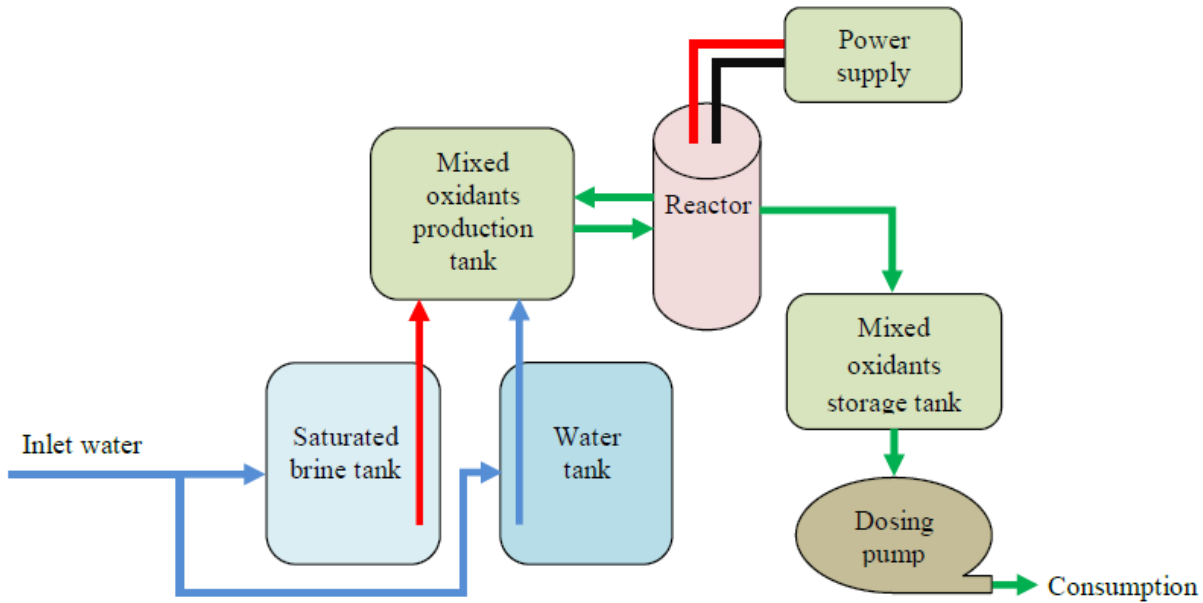 Power
supply
Mixed
oxidants
production
tank
Reactor
Mixed
oxidants
storage tank
Inlet water
Saturated
brine tank
Water
tank
Dosing
pump
Consumption